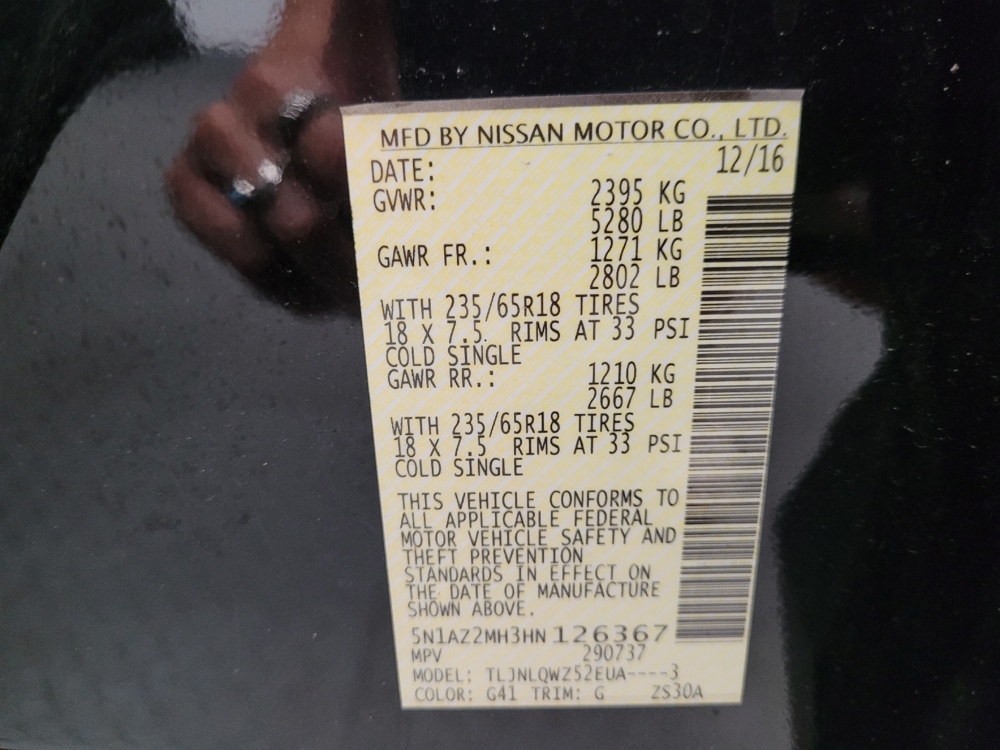 MFD BY NISSAN MOTOR CO., LTD.
DATE: 12/16
GVWR: 2395 KG
5280 LB
GAWR FR.: 1271 KG
2802 LB
WITH 235/65R18 TIRES
18 X 7.5 RIMS AT 33 PSI
COLD SINGLE
GAWR RR.: 1210 KG
2667 LB
WITH 235/65R18 TIRES
18 X 7.5 RIMS AT 33 PSI
COLD SINGLE
THIS VEHICLE CONFORMS TO
ALL APPLICABLE FEDERAL
MOTOR VEHICLE SAFETY AND
THEFT PREVENTION
STANDARDS IN EFFECT ON
THE DATE OF MANUFACTURE
SHOWN ABOVE.
5N1AZ2MH3HN126367
MPV 290737
MODEL: TLJNLQWZ52EUA----3
COLOR: G41 TRIM: G ZS30A